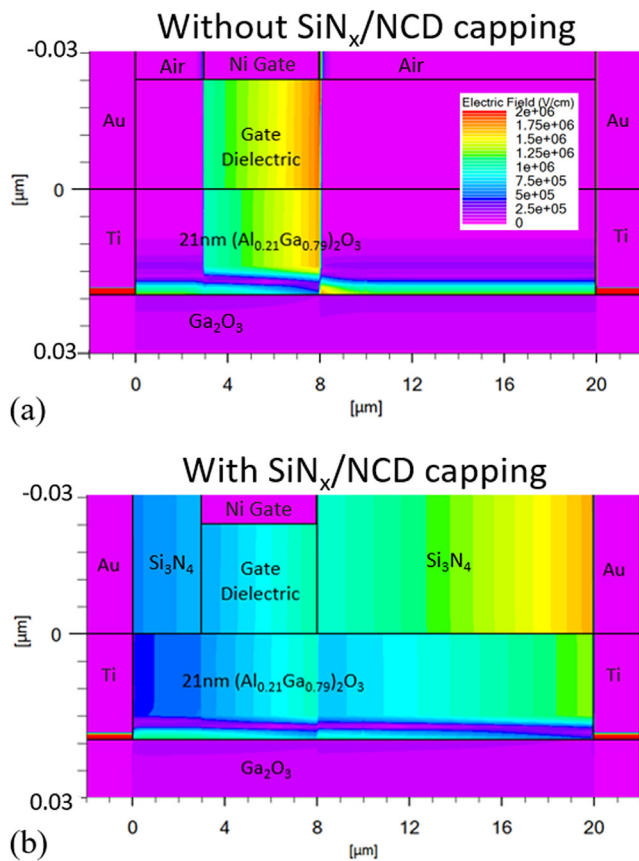 Without SiNₓ/NCD capping
-0.03
Air
Ni Gate
Air
Au
Electric Field (V/cm)
2e+06
1.75e+06
1.5e+06
1.25e+06
1e+06
7.5e+05
5e+05
2.5e+05
0
Gate
Dielectric
[µm]
0
Ti
21nm (Al₀.₂₁Ga₀.₇₉)₂O₃
Ga₂O₃
0.03
0 4 8 12 16 20
[µm]
(a)
With SiNₓ/NCD capping
-0.03
Ni Gate
Au
Si₃N₄
Gate
Dielectric
Si₃N₄
Au
[µm]
0
Ti
21nm (Al₀.₂₁Ga₀.₇₉)₂O₃
Ti
Ga₂O₃
0.03
0 4 8 12 16 20
[µm]
(b)